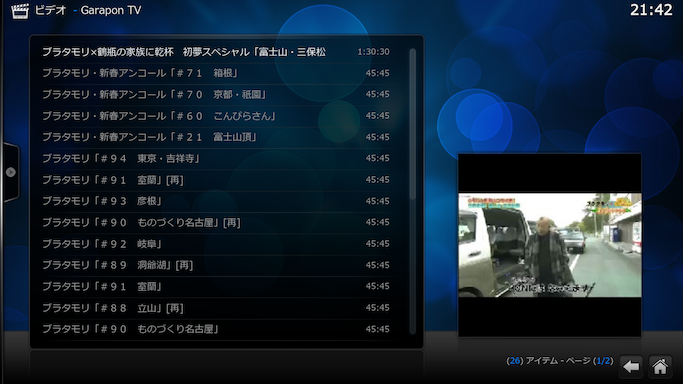 ビデオ - Garapon TV
21:42
ブラタモリ×鶴瓶の家族に乾杯　初夢スペシャル「富士山・三保松 1:30:30
ブラタモリ・新春アンコール「＃７１　箱根」 45:45
ブラタモリ・新春アンコール「＃７０　京都・祇園」 45:45
ブラタモリ・新春アンコール「＃６０　こんぴらさん」 45:45
ブラタモリ・新春アンコール「＃２１　富士山頂」 45:45
ブラタモリ「＃９４　東京・吉祥寺」 45:45
ブラタモリ「＃９１　室蘭」[再] 45:45
ブラタモリ「＃９３　彦根」 45:45
ブラタモリ「＃９０　ものづくり名古屋」[再] 45:45
ブラタモリ「＃９２　岐阜」 45:45
ブラタモリ「＃８９　洞爺湖」[再] 45:45
ブラタモリ「＃９１　室蘭」 45:45
ブラタモリ「＃８８　立山」[再] 45:45
ブラタモリ「＃９０　ものづくり名古屋」 45:45
(26) アイテム - ページ (1/2)